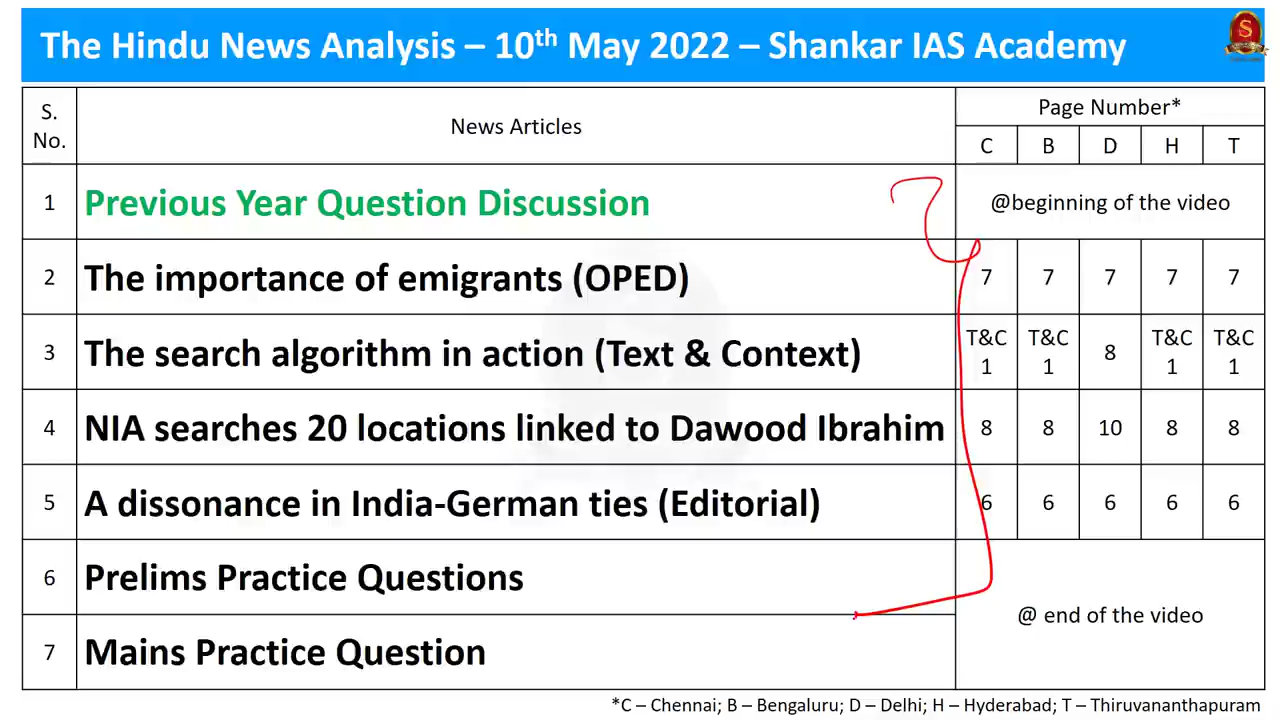 The Hindu News Analysis – 10th May 2022 – Shankar IAS Academy
S. No. News Articles Page Number*
C B D H T
1 Previous Year Question Discussion @beginning of the video
2 The importance of emigrants (OPED) 7 7 7 7 7
3 The search algorithm in action (Text & Context) T&C 1 T&C 1 8 T&C 1 T&C 1
4 NIA searches 20 locations linked to Dawood Ibrahim 8 8 10 8 8
5 A dissonance in India-German ties (Editorial) 6 6 6 6 6
6 Prelims Practice Questions @ end of the video
7 Mains Practice Question
*C – Chennai; B – Bengaluru; D – Delhi; H – Hyderabad; T – Thiruvananthapuram